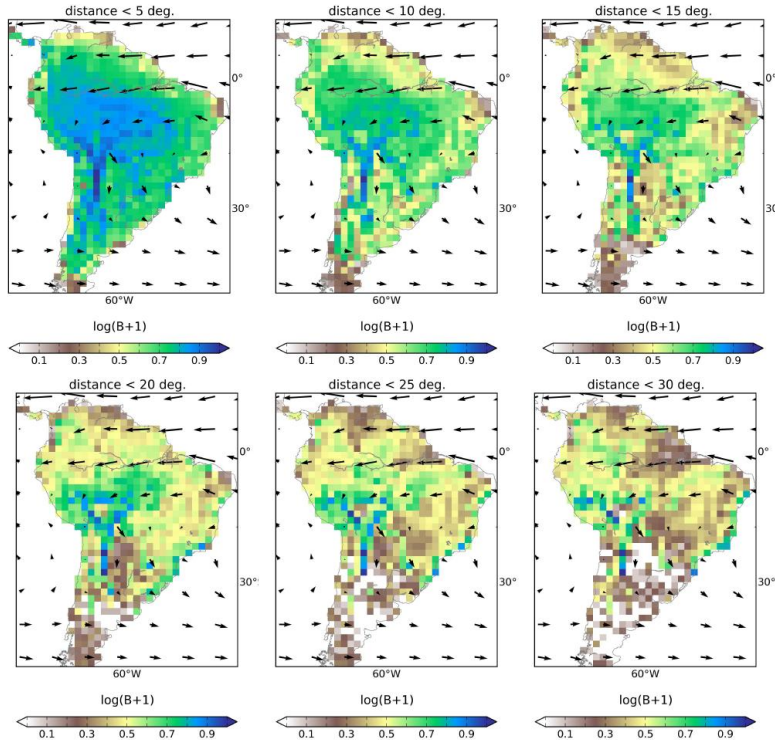 distance < 5 deg.
distance < 10 deg.
distance < 15 deg.
0°
0°
0°
30°
30°
30°
60°W
60°W
60°W
log(B+1)
log(B+1)
log(B+1)
0.1 0.3 0.5 0.7 0.9
0.1 0.3 0.5 0.7 0.9
0.1 0.3 0.5 0.7 0.9
distance < 20 deg.
distance < 25 deg.
distance < 30 deg.
0°
0°
0°
30°
30°
30°
60°W
60°W
60°W
log(B+1)
log(B+1)
log(B+1)
0.1 0.3 0.5 0.7 0.9
0.1 0.3 0.5 0.7 0.9
0.1 0.3 0.5 0.7 0.9